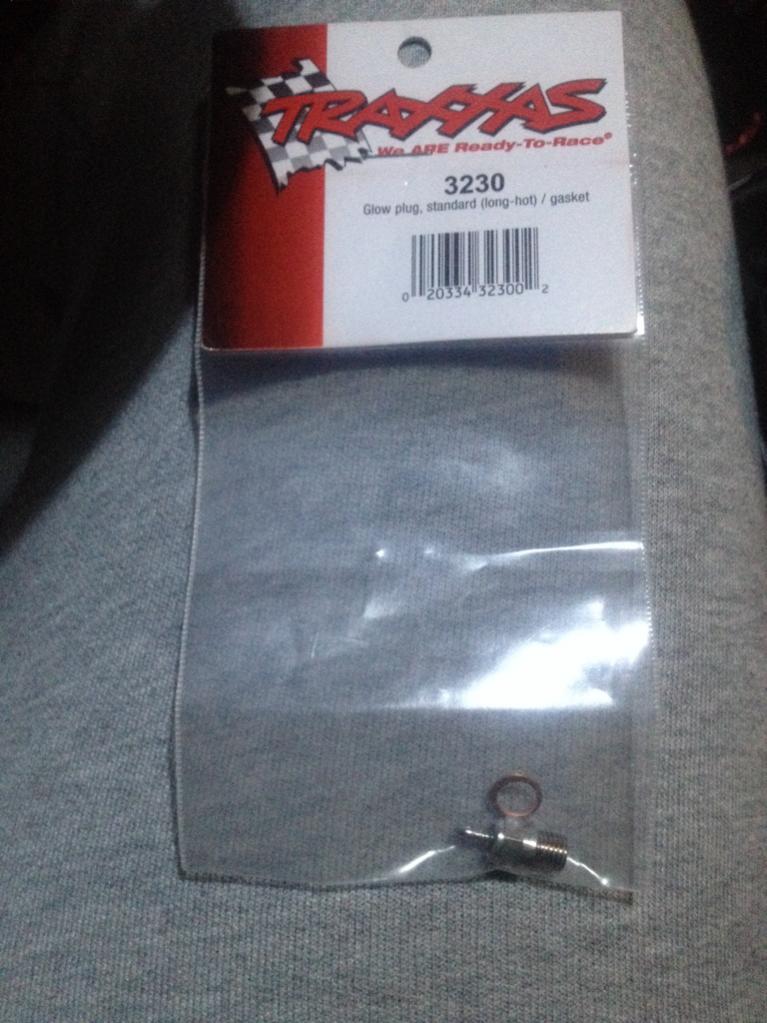 TRAXXAS
We ARE Ready-To-Race®
3230
Glow plug, standard (long-hot) / gasket
0 20334 32300 2